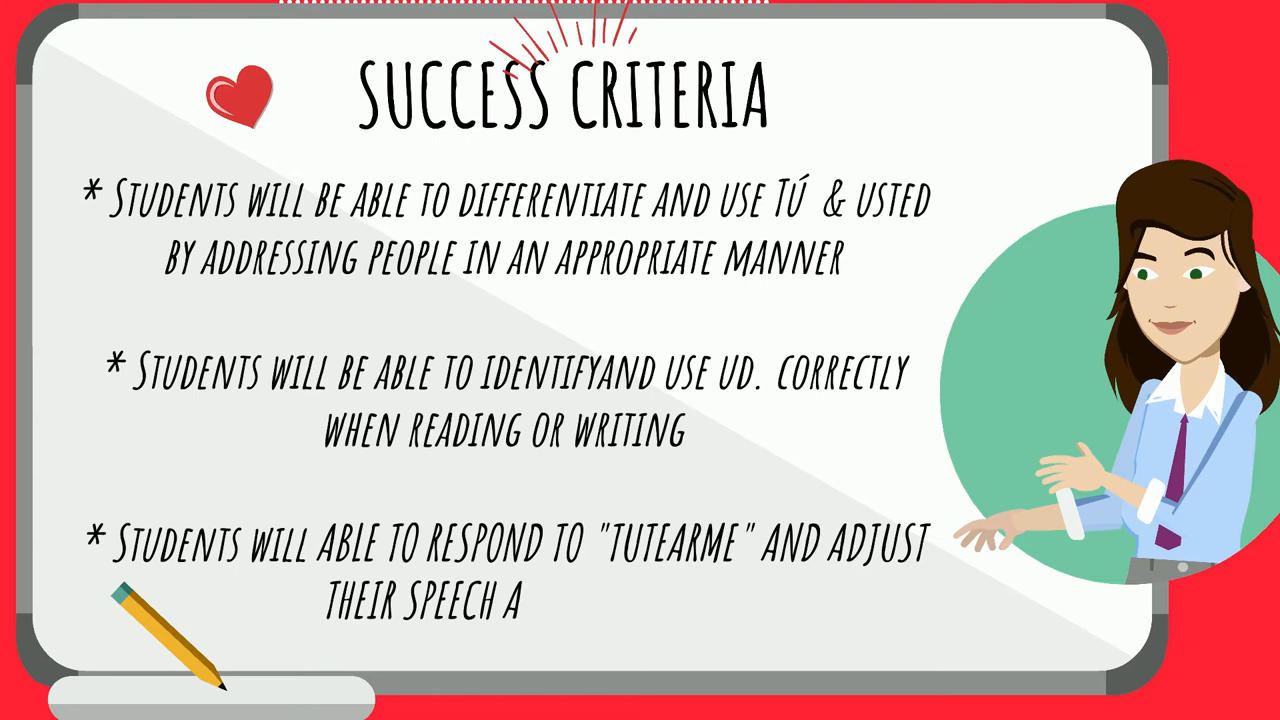 SUCCESS CRITERIA
* Students will be able to differentiate and use Tú & usted
by addressing people in an appropriate manner
* Students will be able to identifyand use ud. correctly
when reading or writing
* Students will ABLE TO RESPOND TO "TUTEARME" AND ADJUST
THEIR SPEECH A